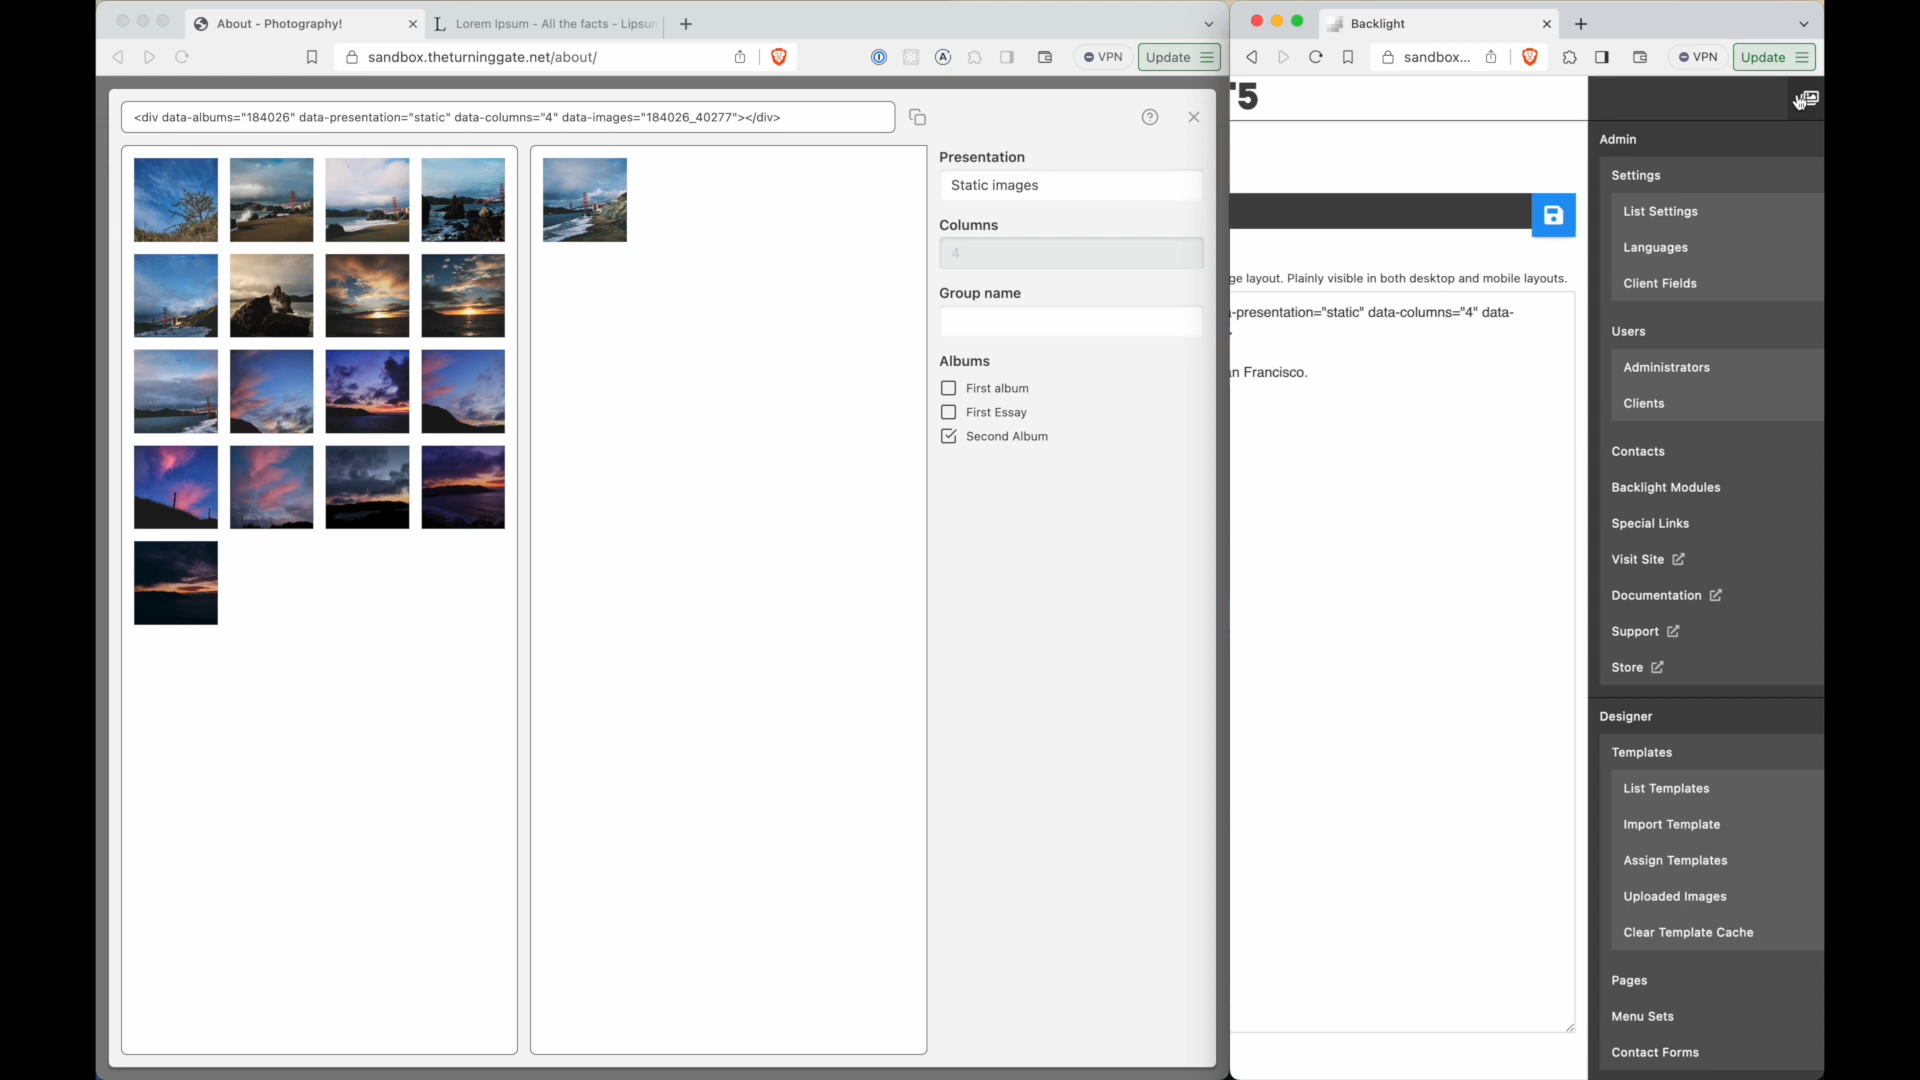 About - Photography!
L Lorem Ipsum - All the facts - Lipsum
sandbox.theturninggate.net/about/
VPN
Update
<div data-albums="184026" data-presentation="static" data-columns="4" data-images="184026_40277"></div>
Presentation
Static images
Columns
4
Group name
Albums
First album
First Essay
Second Album
Backlight
sandbox...
VPN
Update
T5
ge layout. Plainly visible in both desktop and mobile layouts.
-presentation="static" data-columns="4" data-
an Francisco.
Admin
Settings
List Settings
Languages
Client Fields
Users
Administrators
Clients
Contacts
Backlight Modules
Special Links
Visit Site
Documentation
Support
Store
Designer
Templates
List Templates
Import Template
Assign Templates
Uploaded Images
Clear Template Cache
Pages
Menu Sets
Contact Forms